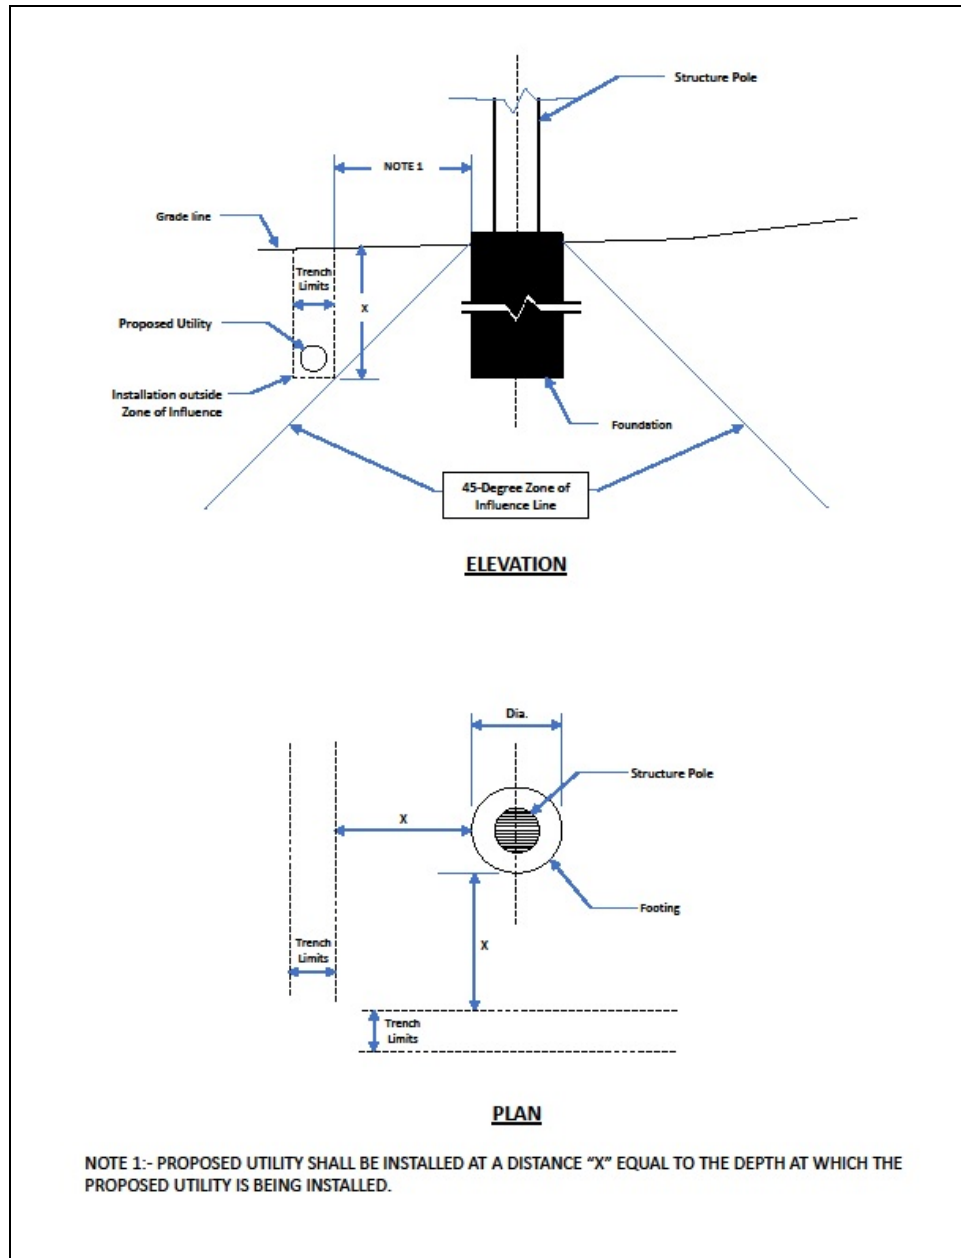 Structure Pole
NOTE 1
Grade line
Trench
Limits
X
Proposed Utility
Installation outside
Zone of Influence
Foundation
45-Degree Zone of
Influence Line
ELEVATION
Dia.
Structure Pole
X
Footing
X
Trench
Limits
Trench
Limits
PLAN
NOTE 1:- PROPOSED UTILITY SHALL BE INSTALLED AT A DISTANCE “X” EQUAL TO THE DEPTH AT WHICH THE
PROPOSED UTILITY IS BEING INSTALLED.